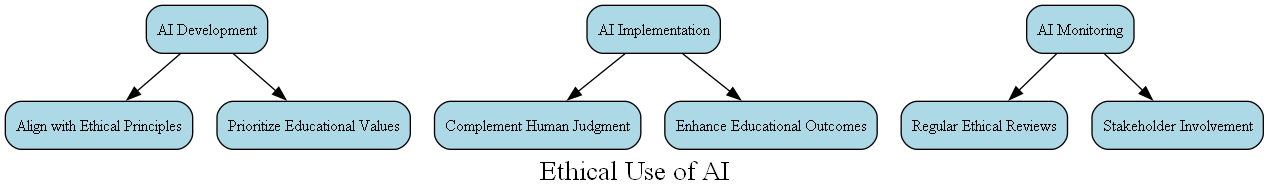 AI Development
AI Implementation
AI Monitoring
Align with Ethical Principles
Prioritize Educational Values
Complement Human Judgment
Enhance Educational Outcomes
Regular Ethical Reviews
Stakeholder Involvement
Ethical Use of AI